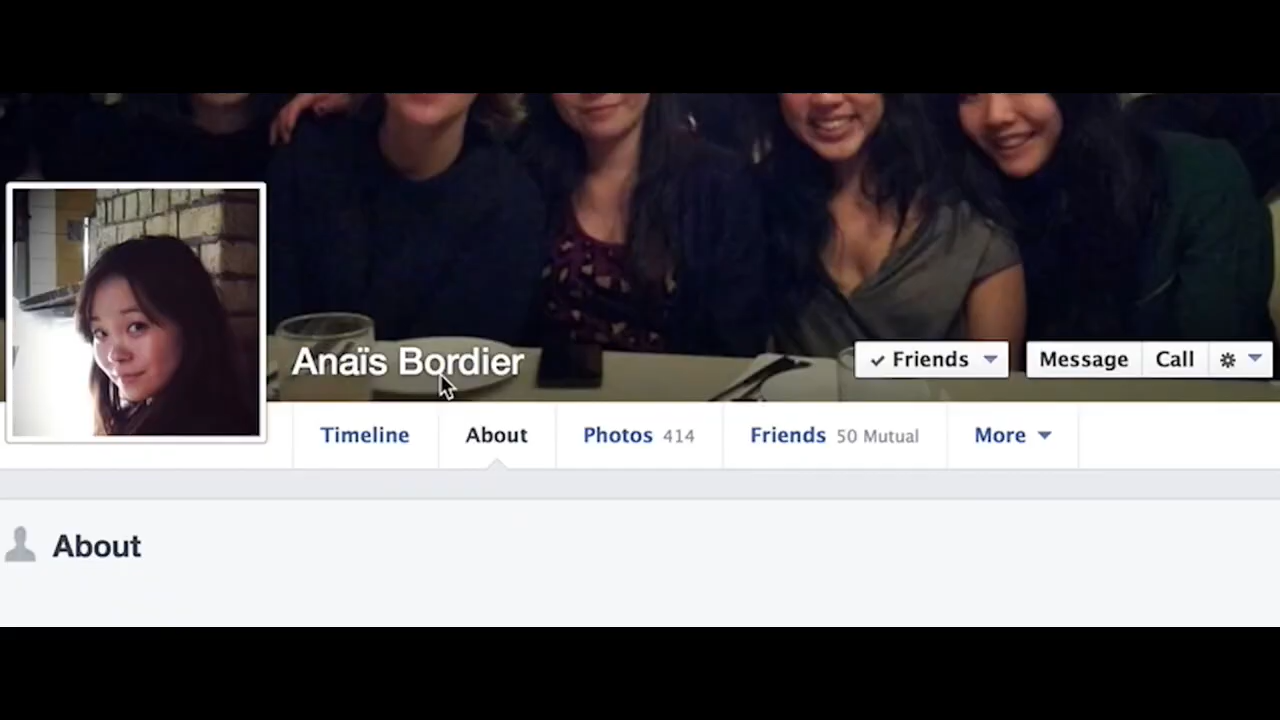 Anaïs Bordier
Friends
Message
Call
Timeline
About
Photos 414
Friends 50 Mutual
More
About